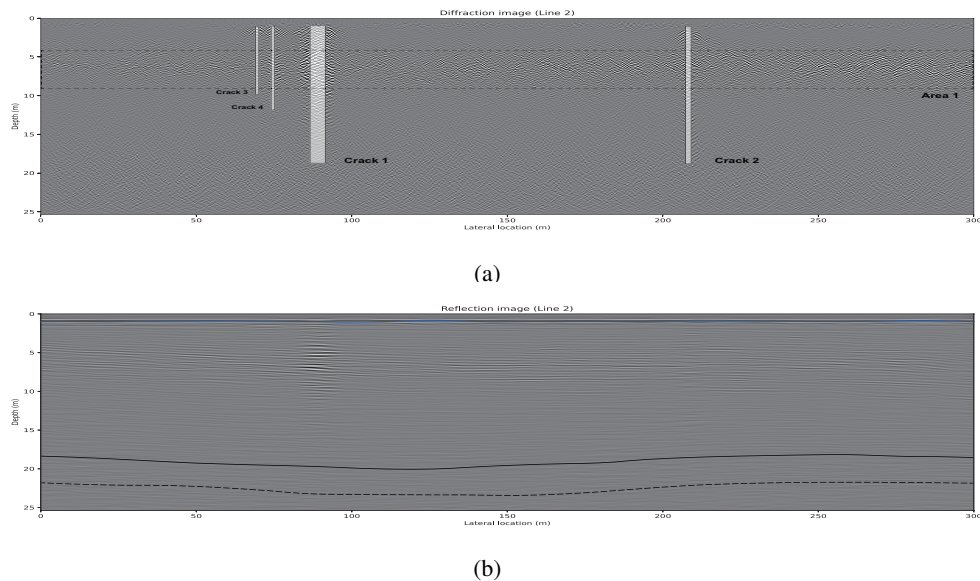 Diffraction image (Line 2)
0
5
10
15
20
25
Depth (m)
Crack 3
Crack 4
Crack 1
Crack 2
Area 1
0 50 100 150 200 250 300
Lateral location (m)
(a)
Reflection image (Line 2)
0
5
10
15
20
25
Depth (m)
0 50 100 150 200 250 300
Lateral location (m)
(b)